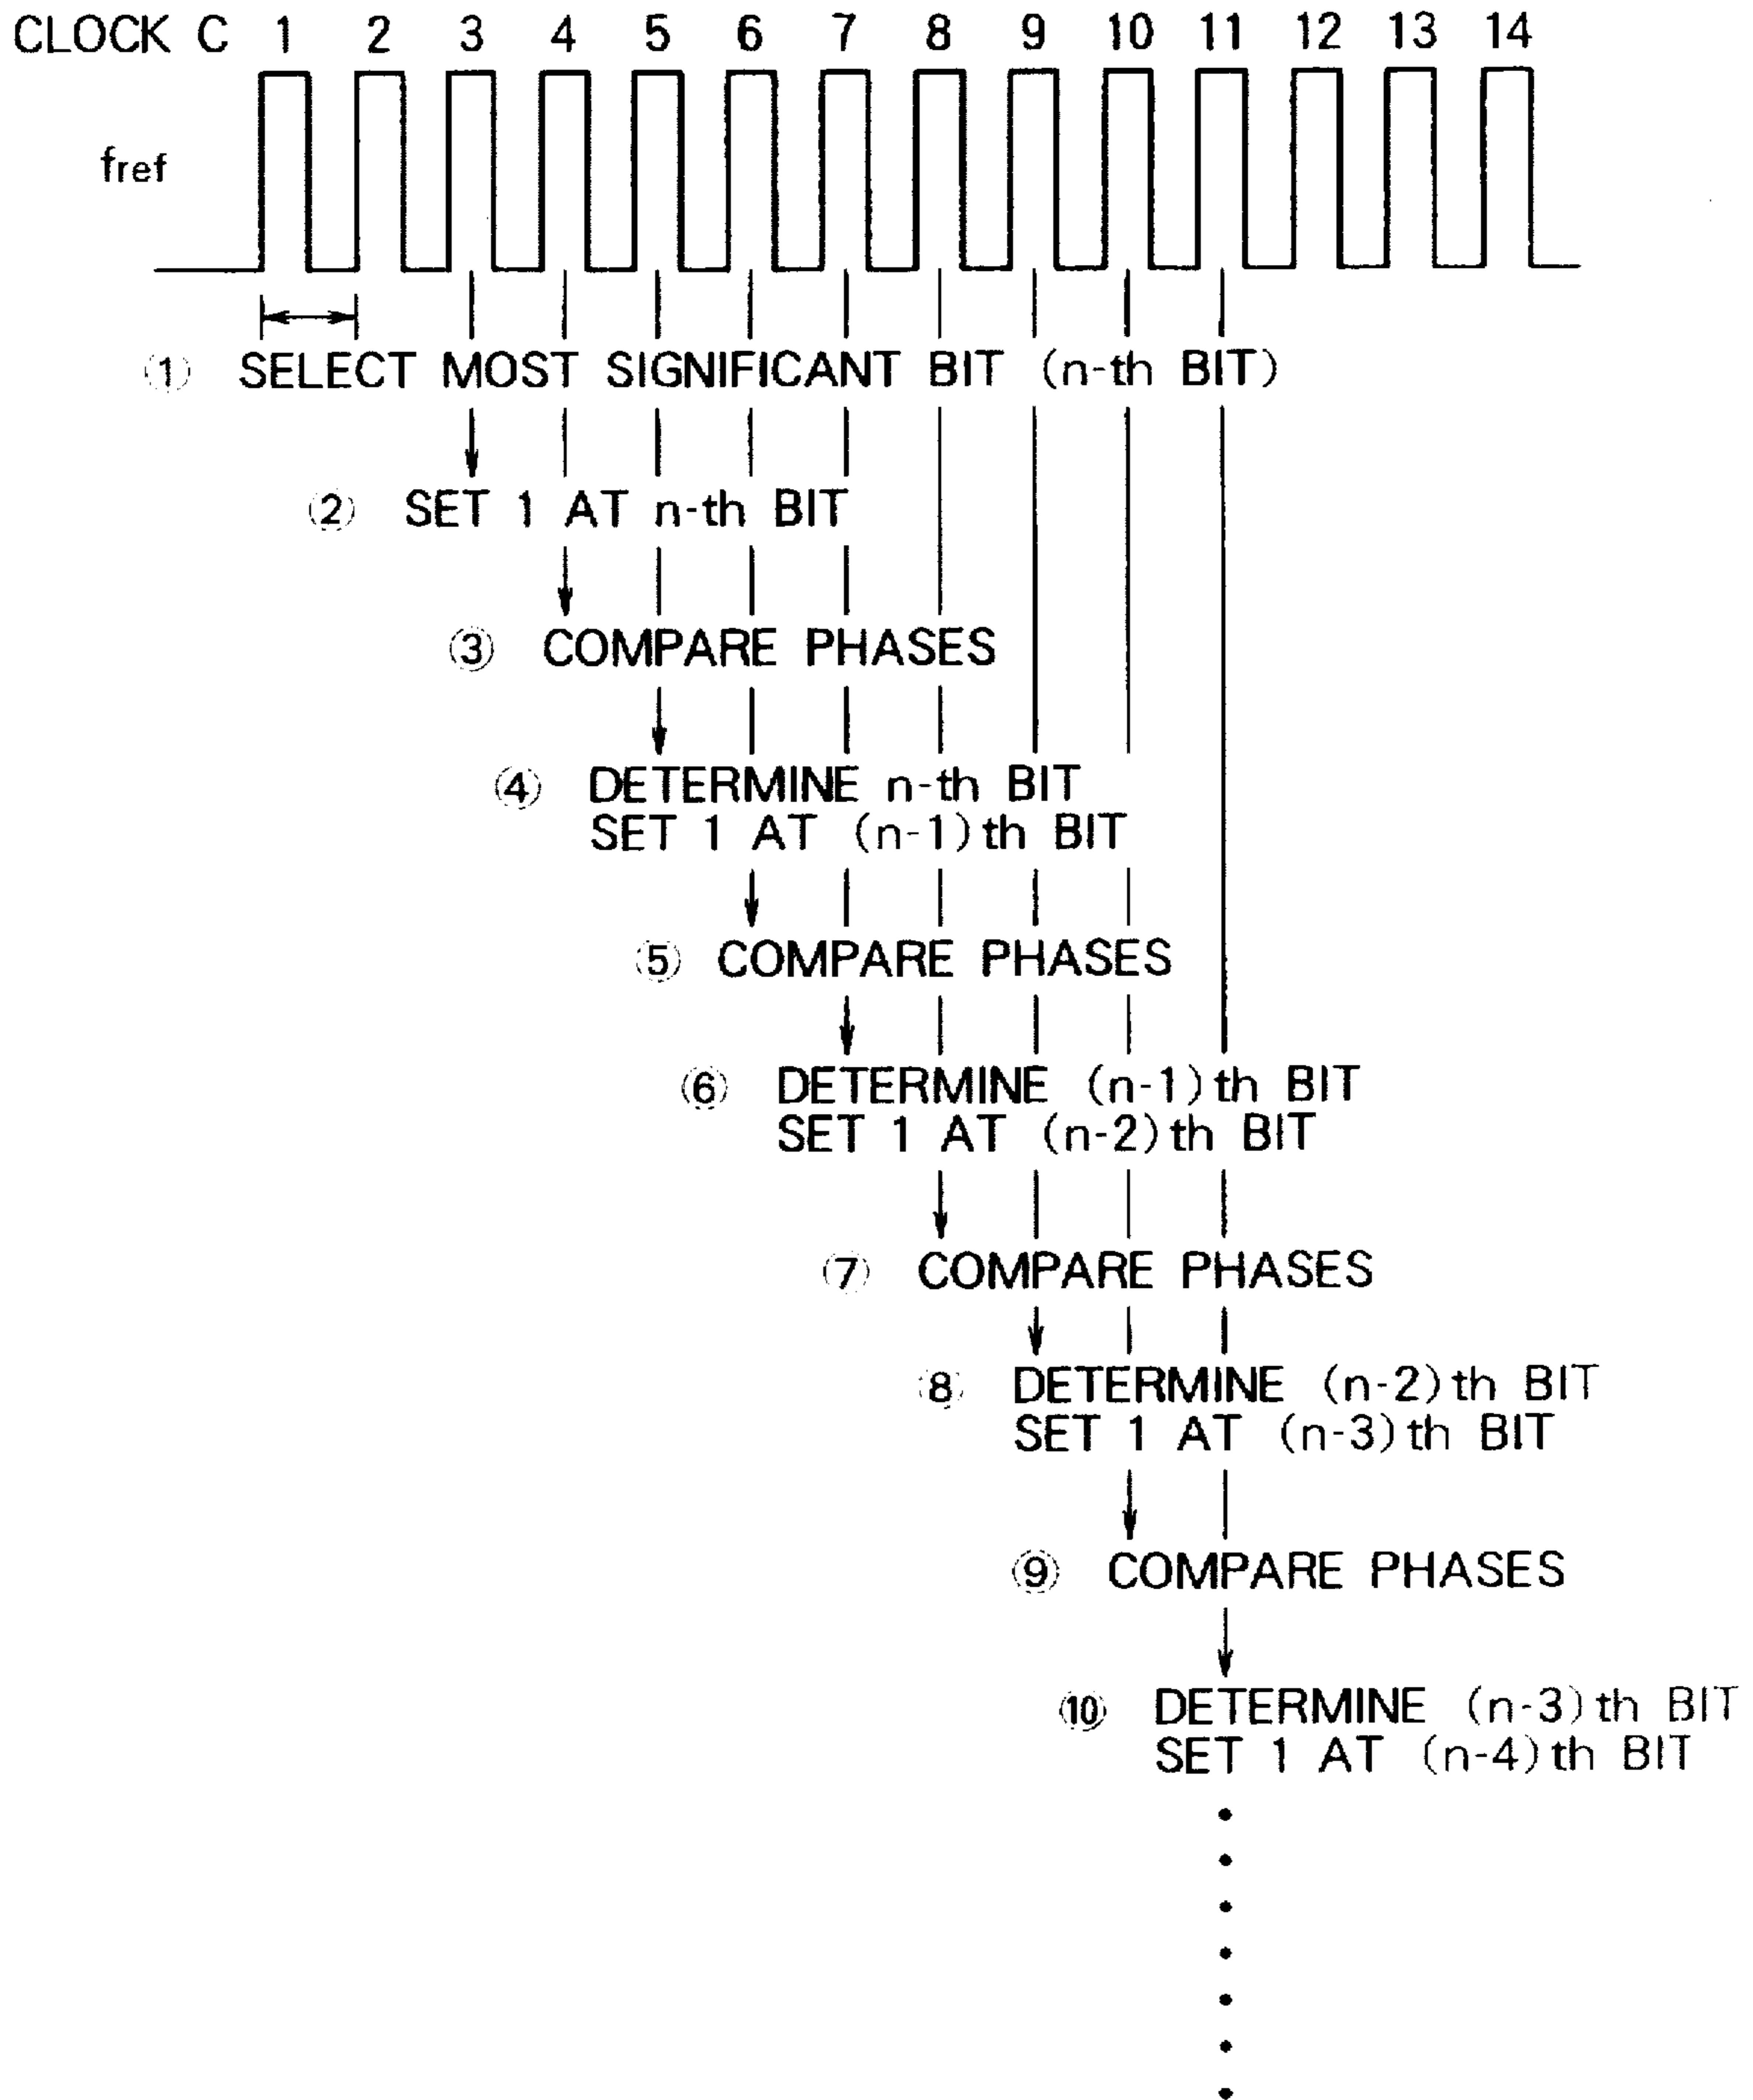 CLOCK C 1 2 3 4 5 6 7 8 9 10 11 12 13 14
fref
① SELECT MOST SIGNIFICANT BIT (n-th BIT)
② SET 1 AT n-th BIT
③ COMPARE PHASES
④ DETERMINE n-th BIT
SET 1 AT (n-1)th BIT
⑤ COMPARE PHASES
⑥ DETERMINE (n-1)th BIT
SET 1 AT (n-2)th BIT
⑦ COMPARE PHASES
⑧ DETERMINE (n-2)th BIT
SET 1 AT (n-3)th BIT
⑨ COMPARE PHASES
⑩ DETERMINE (n-3)th BIT
SET 1 AT (n-4)th BIT